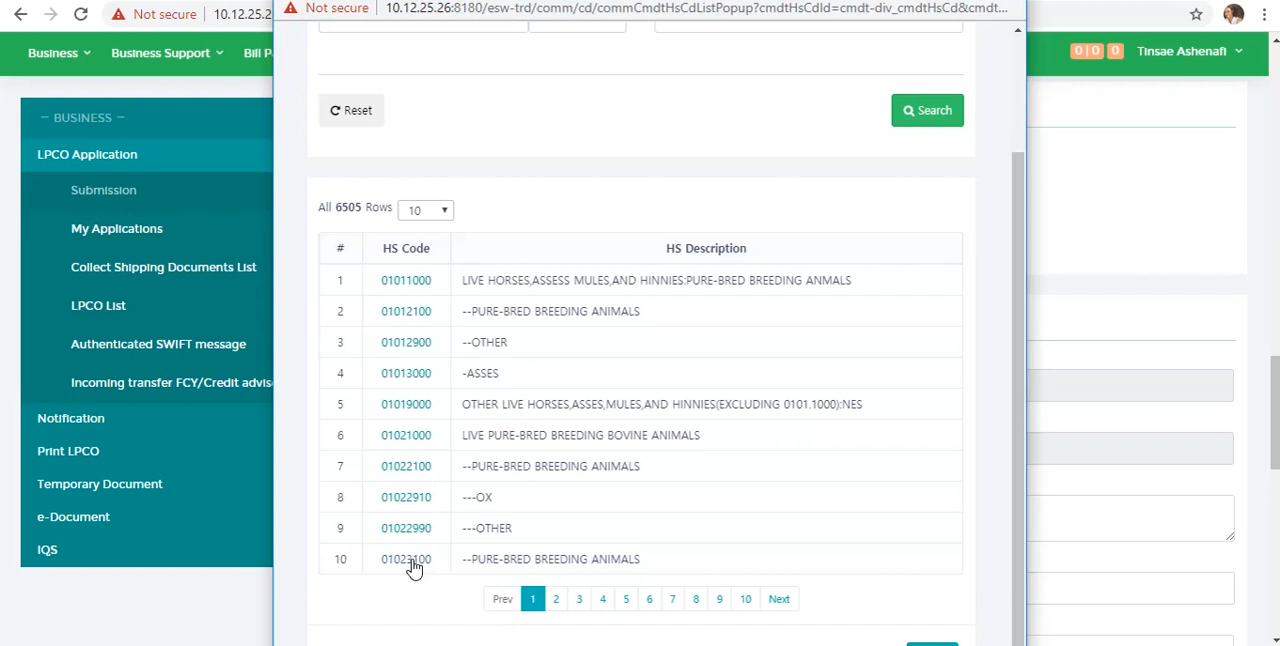 Not secure 10.12.25.2
Not secure 10.12.25.26:8180/esw-trd/comm/cd/commCmdtHsCdListPopup?cmdtHsCdId=cmdt-div_cmdtHsCd&cmdt...
Business Business Support Bill P
0|0 0 Tinsae Ashenafi
— BUSINESS —
LPCO Application
Submission
My Applications
Collect Shipping Documents List
LPCO List
Authenticated SWIFT message
Incoming transfer FCY/Credit advis
Notification
Print LPCO
Temporary Document
e-Document
IQS
Reset Search
All 6505 Rows 10
# HS Code HS Description
1 01011000 LIVE HORSES,ASSESS MULES,AND HINNIES:PURE-BRED BREEDING ANMALS
2 01012100 --PURE-BRED BREEDING ANIMALS
3 01012900 --OTHER
4 01013000 -ASSES
5 01019000 OTHER LIVE HORSES,ASSES,MULES,AND HINNIES(EXCLUDING 0101.1000):NES
6 01021000 LIVE PURE-BRED BREEDING BOVINE ANIMALS
7 01022100 --PURE-BRED BREEDING ANIMALS
8 01022910 ---OX
9 01022990 ---OTHER
10 01023100 --PURE-BRED BREEDING ANIMALS
Prev 1 2 3 4 5 6 7 8 9 10 Next